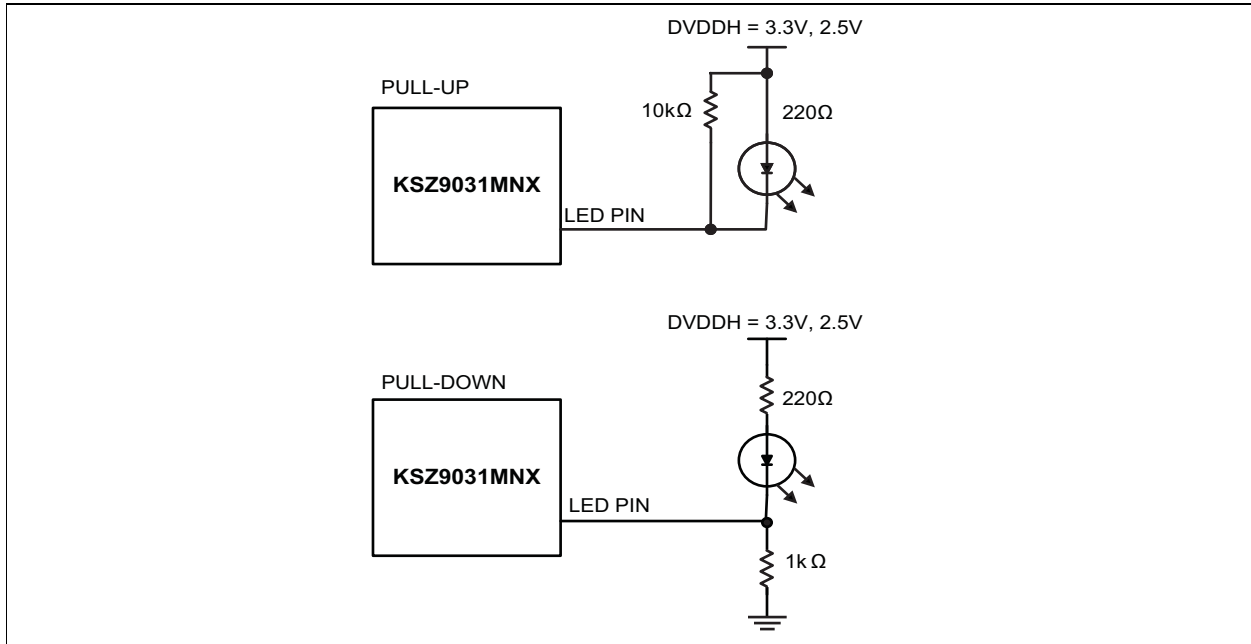 DVDDH = 3.3V, 2.5V
PULL-UP
10kΩ
220Ω
KSZ9031MNX
LED PIN
DVDDH = 3.3V, 2.5V
PULL-DOWN
220Ω
KSZ9031MNX
LED PIN
1k Ω